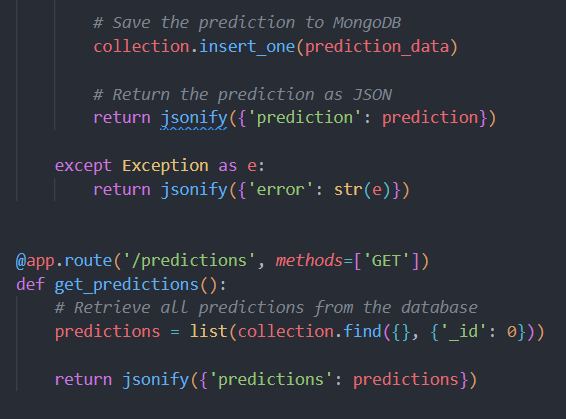 # Save the prediction to MongoDB
collection.insert_one(prediction_data)
# Return the prediction as JSON
return jsonify({'prediction': prediction})
except Exception as e:
return jsonify({'error': str(e)})
@app.route('/predictions', methods=['GET'])
def get_predictions():
# Retrieve all predictions from the database
predictions = list(collection.find({}, {'_id': 0}))
return jsonify({'predictions': predictions})